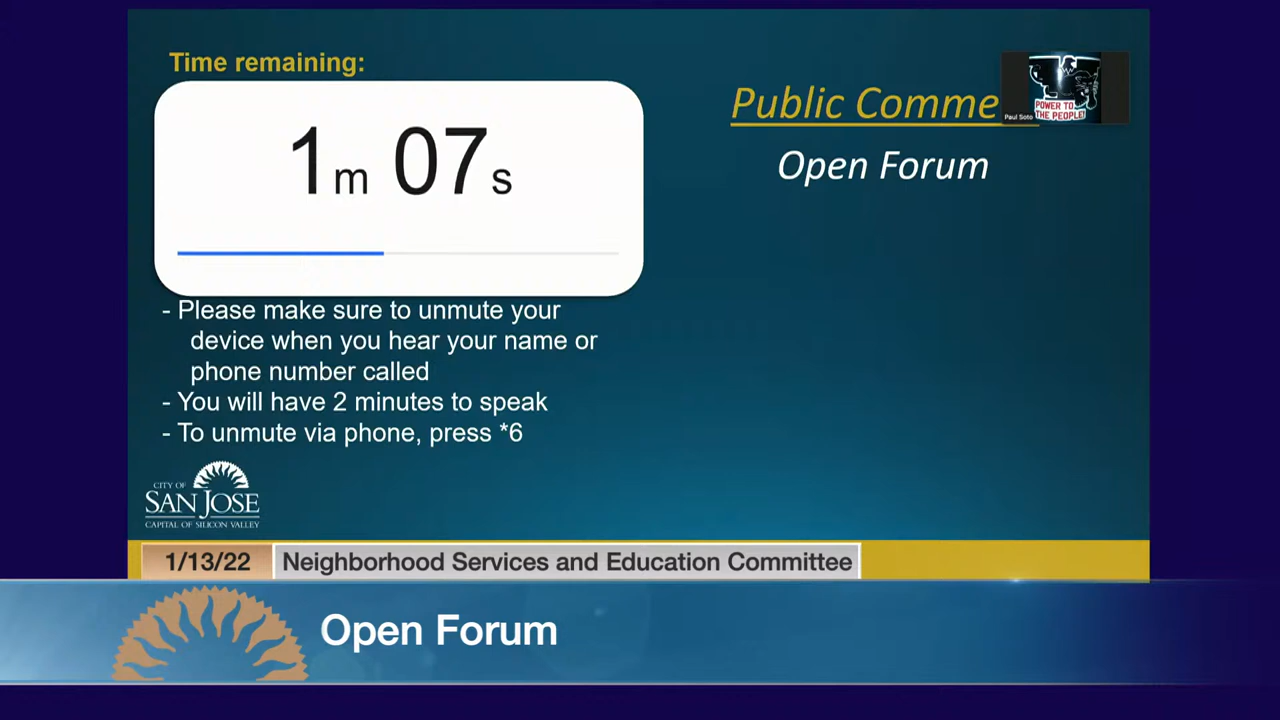 Time remaining:
1m 07s
Public Comme
Open Forum
POWER TO
THE PEOPLE!
Paul Soto
- Please make sure to unmute your
device when you hear your name or
phone number called
- You will have 2 minutes to speak
- To unmute via phone, press *6
CITY OF
SAN JOSE
CAPITAL OF SILICON VALLEY
1/13/22 Neighborhood Services and Education Committee
Open Forum